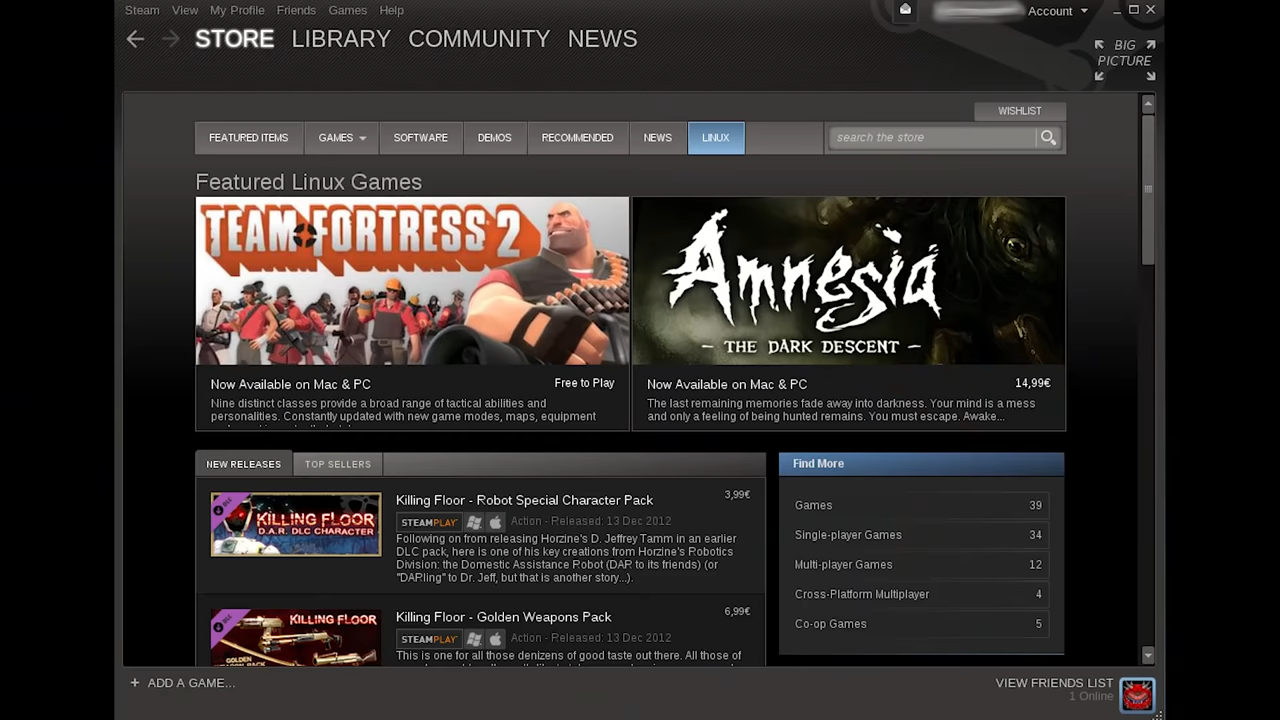 Steam View My Profile Friends Games Help
Account
STORE LIBRARY COMMUNITY NEWS
BIG
PICTURE
WISHLIST
FEATURED ITEMS GAMES SOFTWARE DEMOS RECOMMENDED NEWS LINUX
search the store
Featured Linux Games
TEAM FORTRESS 2
Amnesia
- THE DARK DESCENT -
Now Available on Mac & PC Free to Play
Nine distinct classes provide a broad range of tactical abilities and
personalities. Constantly updated with new game modes, maps, equipment
Now Available on Mac & PC 14,99€
The last remaining memories fade away into darkness. Your mind is a mess
and only a feeling of being hunted remains. You must escape. Awake...
NEW RELEASES TOP SELLERS
DLC
KILLING FLOOR
D.A.R. DLC CHARACTER
Killing Floor - Robot Special Character Pack 3,99€
STEAMPLAY Action - Released: 13 Dec 2012
Following on from releasing Horzine's D. Jeffrey Tamm in an earlier
DLC pack, here is one of his key creations from Horzine's Robotics
Division: the Domestic Assistance Robot (DAR to its friends) (or
"DARling" to Dr. Jeff, but that is another story...).
DLC
KILLING FLOOR
GOLDEN
Killing Floor - Golden Weapons Pack 6,99€
STEAMPLAY Action - Released: 13 Dec 2012
This is one for all those denizens of good taste out there. All those of
Find More
Games 39
Single-player Games 34
Multi-player Games 12
Cross-Platform Multiplayer 4
Co-op Games 5
+ ADD A GAME...
VIEW FRIENDS LIST
1 Online